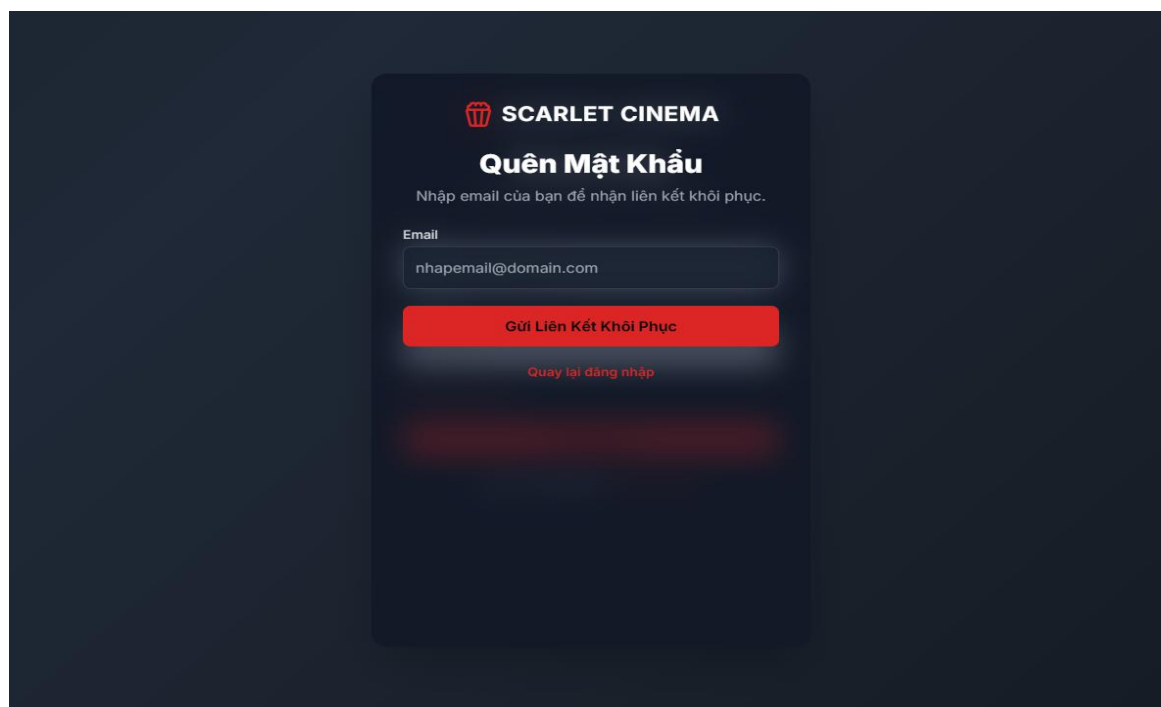 SCARLET CINEMA
Quên Mật Khẩu
Nhập email của bạn để nhận liên kết khôi phục.
Email
nhapemail@domain.com
Gửi Liên Kết Khôi Phục
Quay lại đăng nhập